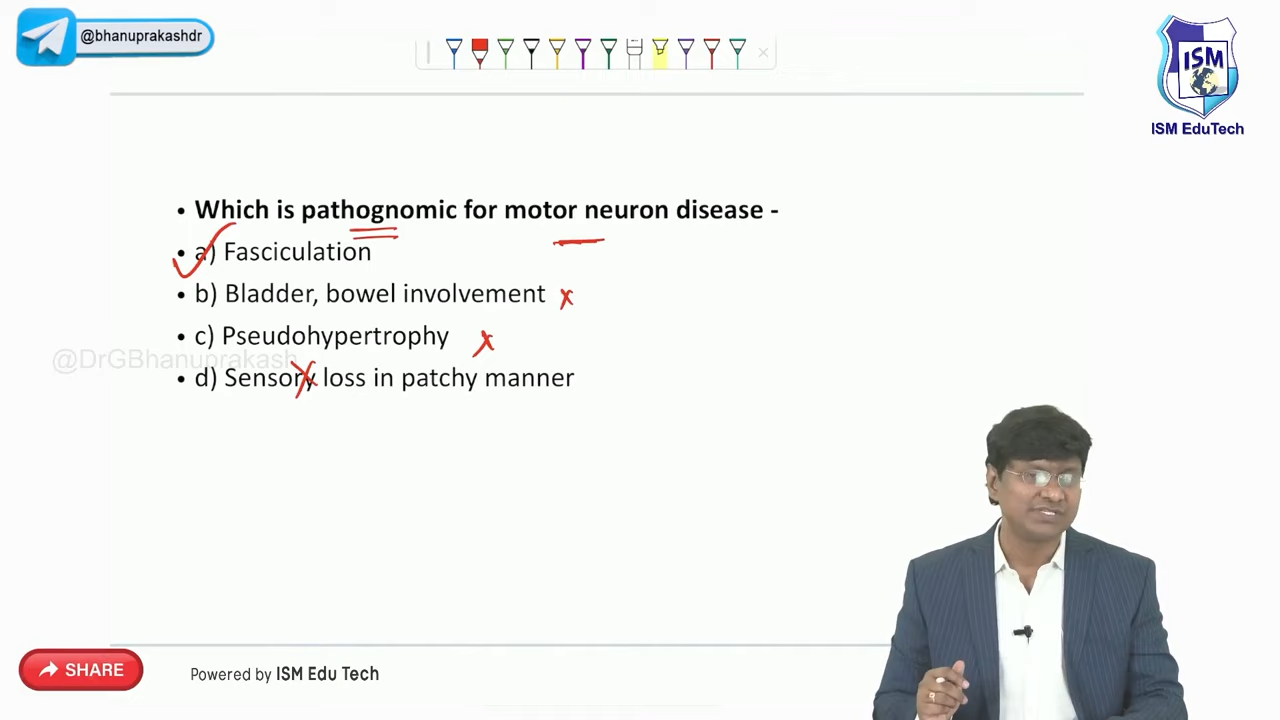 @bhanuprakashdr
ISM
ISM EduTech
• Which is pathognomic for motor neuron disease -
• a) Fasciculation
• b) Bladder, bowel involvement
• c) Pseudohypertrophy
@DrGBhanuprakash
• d) Sensory loss in patchy manner
SHARE
Powered by ISM Edu Tech